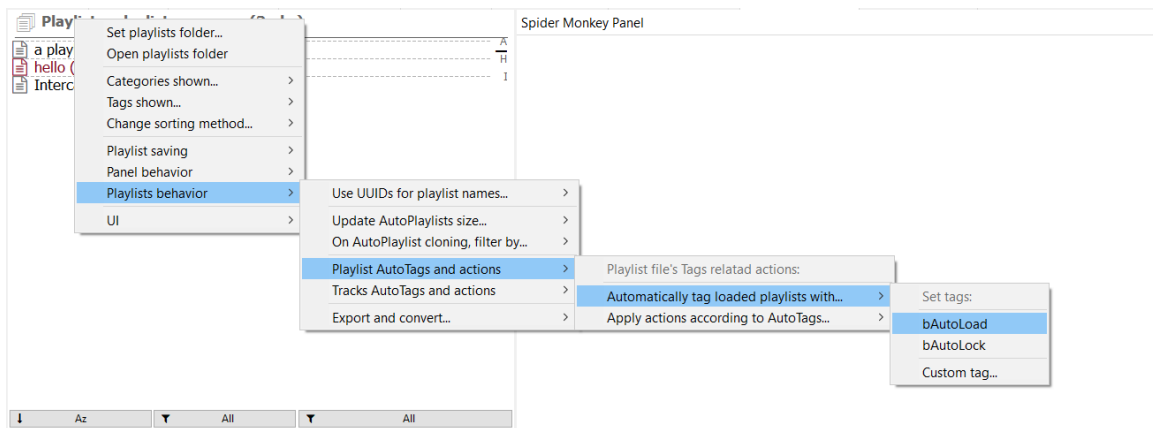 Play
Spider Monkey Panel
a play
A
hello (
H
Interc
I
Set playlists folder...
Open playlists folder
Categories shown...
Tags shown...
Change sorting method...
Playlist saving
Panel behavior
Playlists behavior
UI
Use UUIDs for playlist names...
Update AutoPlaylists size...
On AutoPlaylist cloning, filter by...
Playlist AutoTags and actions
Tracks AutoTags and actions
Export and convert...
Playlist file's Tags relatad actions:
Automatically tag loaded playlists with...
Apply actions according to AutoTags...
Set tags:
bAutoLoad
bAutoLock
Custom tag...
Az
All
All